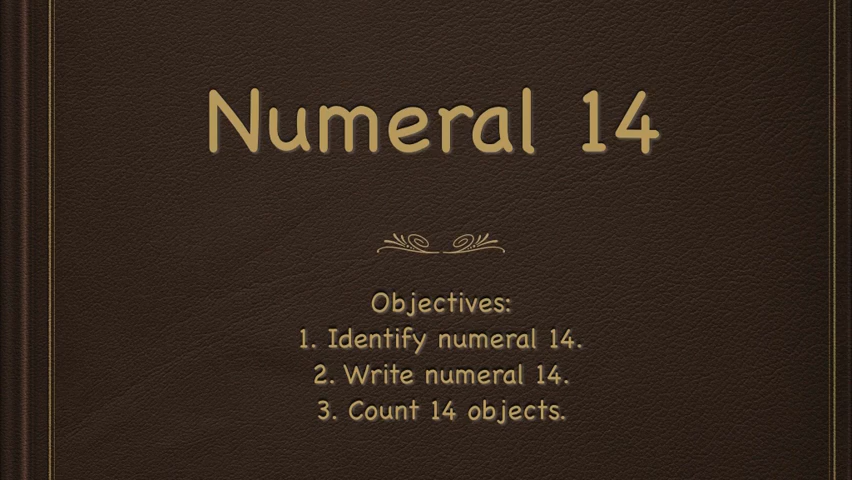 Numeral 14
Objectives:
1. Identify numeral 14.
2. Write numeral 14.
3. Count 14 objects.